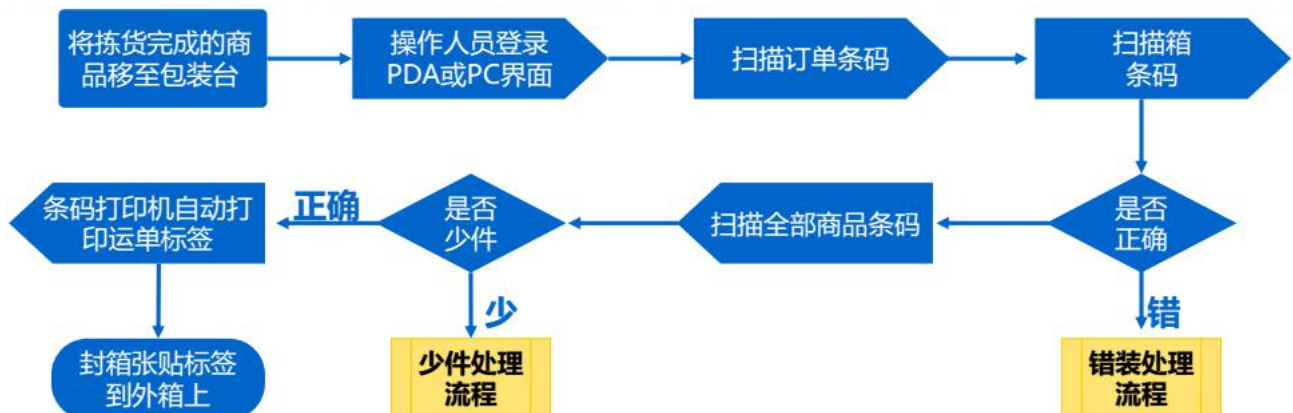 将拣货完成的商
品移至包装台
操作人员登录
PDA或PC界面
扫描订单条码
扫描箱
条码
条码打印机自动打
印运单标签
正确
是否
少件
扫描全部商品条码
是否
正确
少
错
封箱张贴标签
到外箱上
少件处理
流程
错装处理
流程